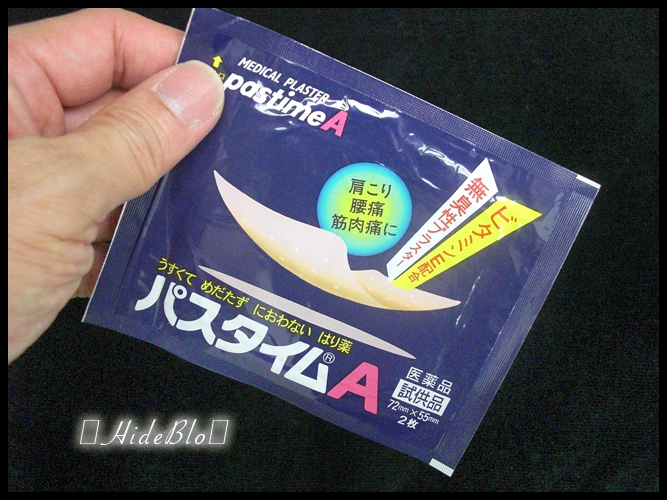 MEDICAL PLASTER
pastimeA
肩こり
腰痛
筋肉痛に
無臭性プラスター
ビタミンE配合
うすくて めだたず におわない はり薬
パスタイム®A
医薬品
試供品
72mm×55mm
2枚
HideBlo